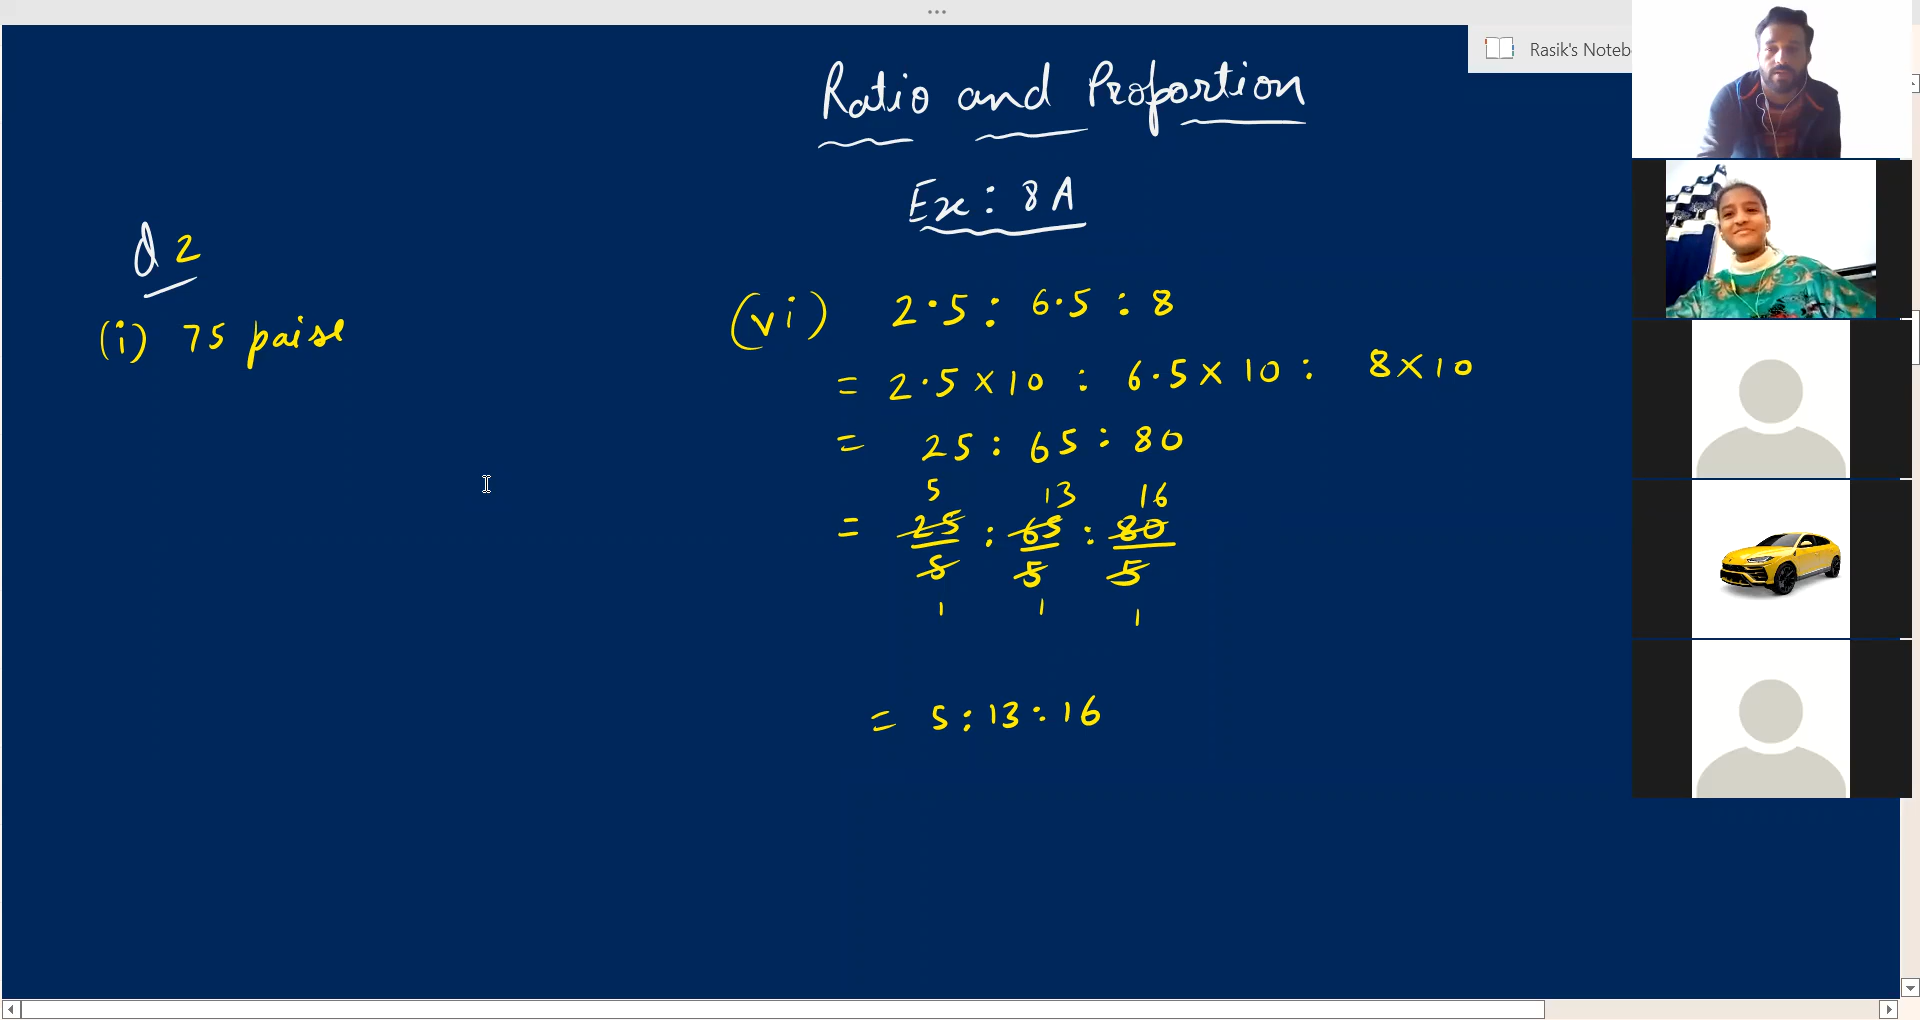 Rasik's Noteb
Ratio and Proportion
Ex : 8 A
Q 2
(i) 75 paise
(vi) 2.5 : 6.5 : 8
= 2.5 × 10 : 6.5 × 10 : 8 × 10
= 25 : 65 : 80
5 13 16
= 25/5 : 65/5 : 80/5
1 1 1
= 5 : 13 : 16